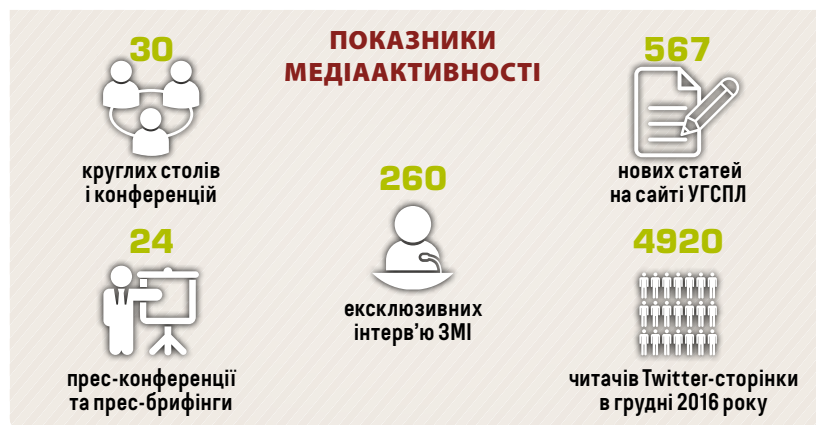 ПОКАЗНИКИ
МЕДІААКТИВНОСТІ
30
круглих столів
і конференцій
567
нових статей
на сайті УГСПЛ
260
ексклюзивних
інтерв’ю ЗМІ
24
прес-конференції
та прес-брифінги
4920
читачів Twitter-сторінки
в грудні 2016 року